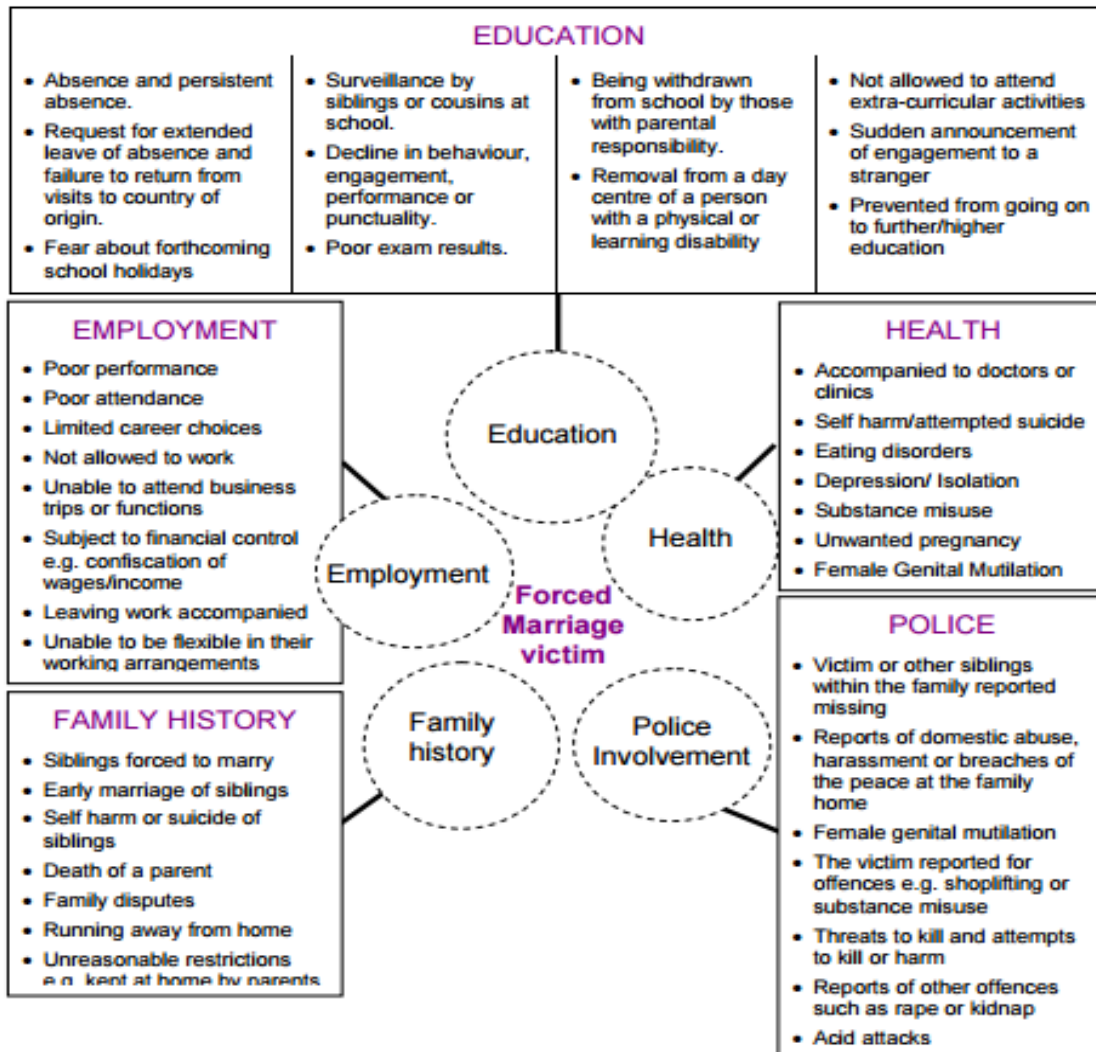 EDUCATION
• Absence and persistent
absence.
• Request for extended
leave of absence and
failure to return from
visits to country of
origin.
• Fear about forthcoming
school holidays
• Surveillance by
siblings or cousins at
school.
• Decline in behaviour,
engagement,
performance or
punctuality.
• Poor exam results.
• Being withdrawn
from school by those
with parental
responsibility.
• Removal from a day
centre of a person
with a physical or
learning disability
• Not allowed to attend
extra-curricular activities
• Sudden announcement
of engagement to a
stranger
• Prevented from going on
to further/higher
education
EMPLOYMENT
• Poor performance
• Poor attendance
• Limited career choices
• Not allowed to work
• Unable to attend business
trips or functions
• Subject to financial control
e.g. confiscation of
wages/income
• Leaving work accompanied
• Unable to be flexible in their
working arrangements
HEALTH
• Accompanied to doctors or
clinics
• Self harm/attempted suicide
• Eating disorders
• Depression/ Isolation
• Substance misuse
• Unwanted pregnancy
• Female Genital Mutilation
Education
Health
Employment
Forced
Marriage
victim
Family
history
Police
Involvement
FAMILY HISTORY
• Siblings forced to marry
• Early marriage of siblings
• Self harm or suicide of
siblings
• Death of a parent
• Family disputes
• Running away from home
• Unreasonable restrictions
e.g. kept at home by parents
POLICE
• Victim or other siblings
within the family reported
missing
• Reports of domestic abuse,
harassment or breaches of
the peace at the family
home
• Female genital mutilation
• The victim reported for
offences e.g. shoplifting or
substance misuse
• Threats to kill and attempts
to kill or harm
• Reports of other offences
such as rape or kidnap
• Acid attacks